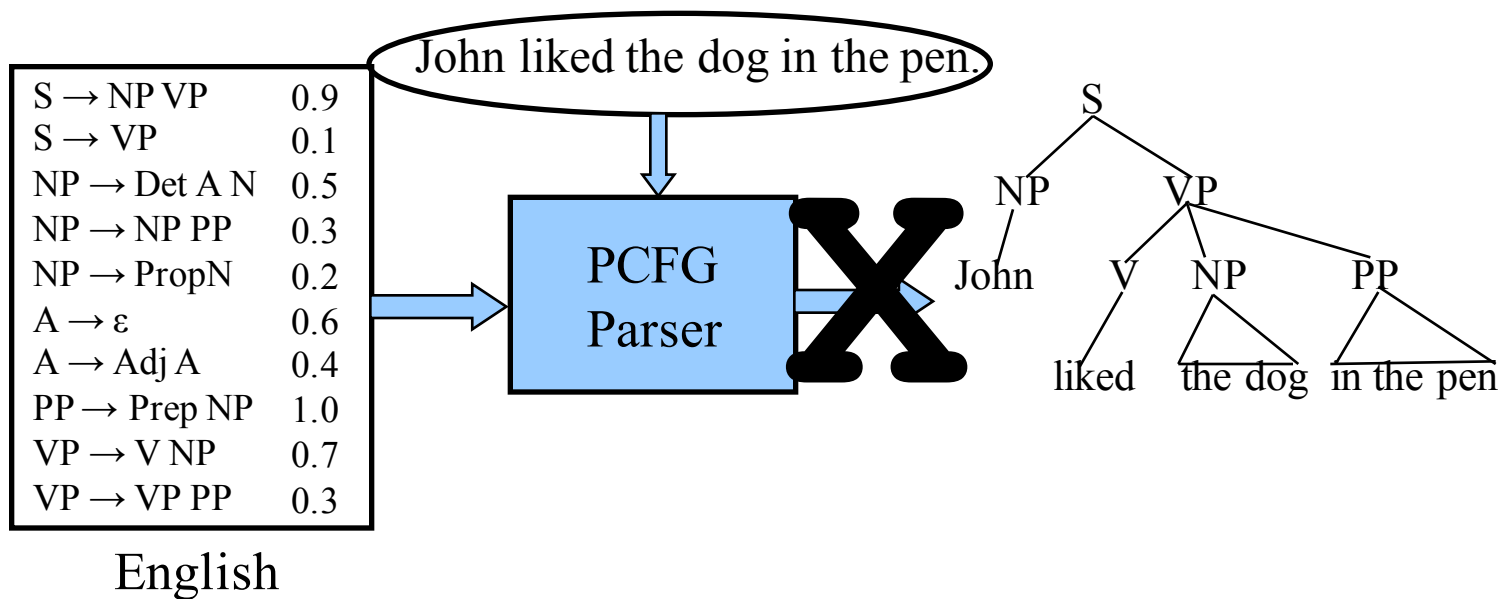 John liked the dog in the pen.
S → NP VP 0.9
S → VP 0.1
NP → Det A N 0.5
NP → NP PP 0.3
NP → PropN 0.2
A → ε 0.6
A → Adj A 0.4
PP → Prep NP 1.0
VP → V NP 0.7
VP → VP PP 0.3
English
PCFG
Parser
X
S
NP VP
John V NP PP
liked the dog in the pen